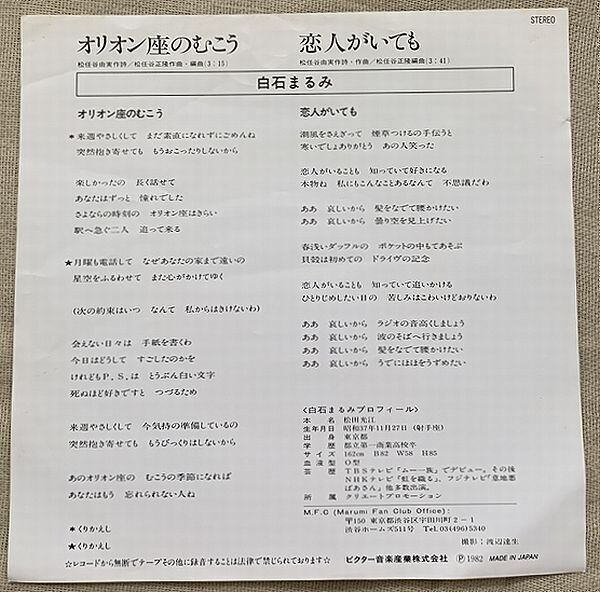 STEREO
オリオン座のむこう
松任谷由実作詩／松任谷正隆作曲・編曲(3：15)
恋人がいても
松任谷由実作詩・作曲／松任谷正隆編曲(3：41)
白石まるみ
オリオン座のむこう
＊来週やさしくして まだ素直になれずにごめんね
突然抱き寄せても もうおこったりしないから
楽しかったの 長く話せて
あなたはずっと 憧れでした
さよならの時刻の オリオン座はきらい
駅へ急ぐ二人 追って来る
★月曜も電話して なぜあなたの家まで遠いの
星空をふるわせて まだ心がかけてゆく
(次の約束はいつ なんて 私からはきけないわ)
会えない日々は 手紙を書くわ
今日はどうして すごしたのかを
けれどもP.S.は とうぶん白い文字
死ぬほど好きですと つづるため
来週やさしくして 今気持の準備しているの
突然抱き寄せても もうびっくりはしないから
あのオリオン座の むこうの季節になれば
あなたはもう 忘れられない人ね
＊くりかえし
★くりかえし
恋人がいても
潮風をさえぎって 煙草つけるの手伝うと
寒いでしょありがとう あの人笑った
恋人がいることも 知っていて好きになる
本物ね 私にもこんなことあるなんて 不思議だわ
ああ 哀しいから 髪をなでて腰かけたい
ああ 哀しいから 曇り空を見上げたい
春浅いダッフルの ポケットの中もてあそぶ
貝殻は初めての ドライヴの記念
恋人がいることも 知っていて追いかける
ひとりじめしたい日の 苦しみはこわいけどおりないわ
ああ 哀しいから ラジオの音高くしましょう
ああ 哀しいから 波のそばへ行きましょう
ああ 哀しいから 髪をなでて腰かけたい
ああ 哀しいから うでにほほをうずめたい
〈白石まるみプロフィール〉
本名 松田光江
生年月日 昭和37年11月27日(射手座)
出身 東京都
学歴 都立第一商業高校卒
サイズ 162cm B82 W58 H85
血液型 O型
芸歴 TBSテレビ「ムー一族」でデビュー。その後
NHKテレビ「虹を織る」、フジテレビ「意地悪
ばあさん」他多数出演。
所属 クリエートプロモーション
M.F.C (Marumi Fan Club Office):
〒150 東京都渋谷区宇田川町2－1
渋谷ホームズ511号 Tel.03(496)5340
撮影：渡辺達生
☆レコードから無断でテープその他に録音することは法律で禁じられております☆
ビクター音楽産業株式会社 Ⓟ1982 MADE IN JAPAN